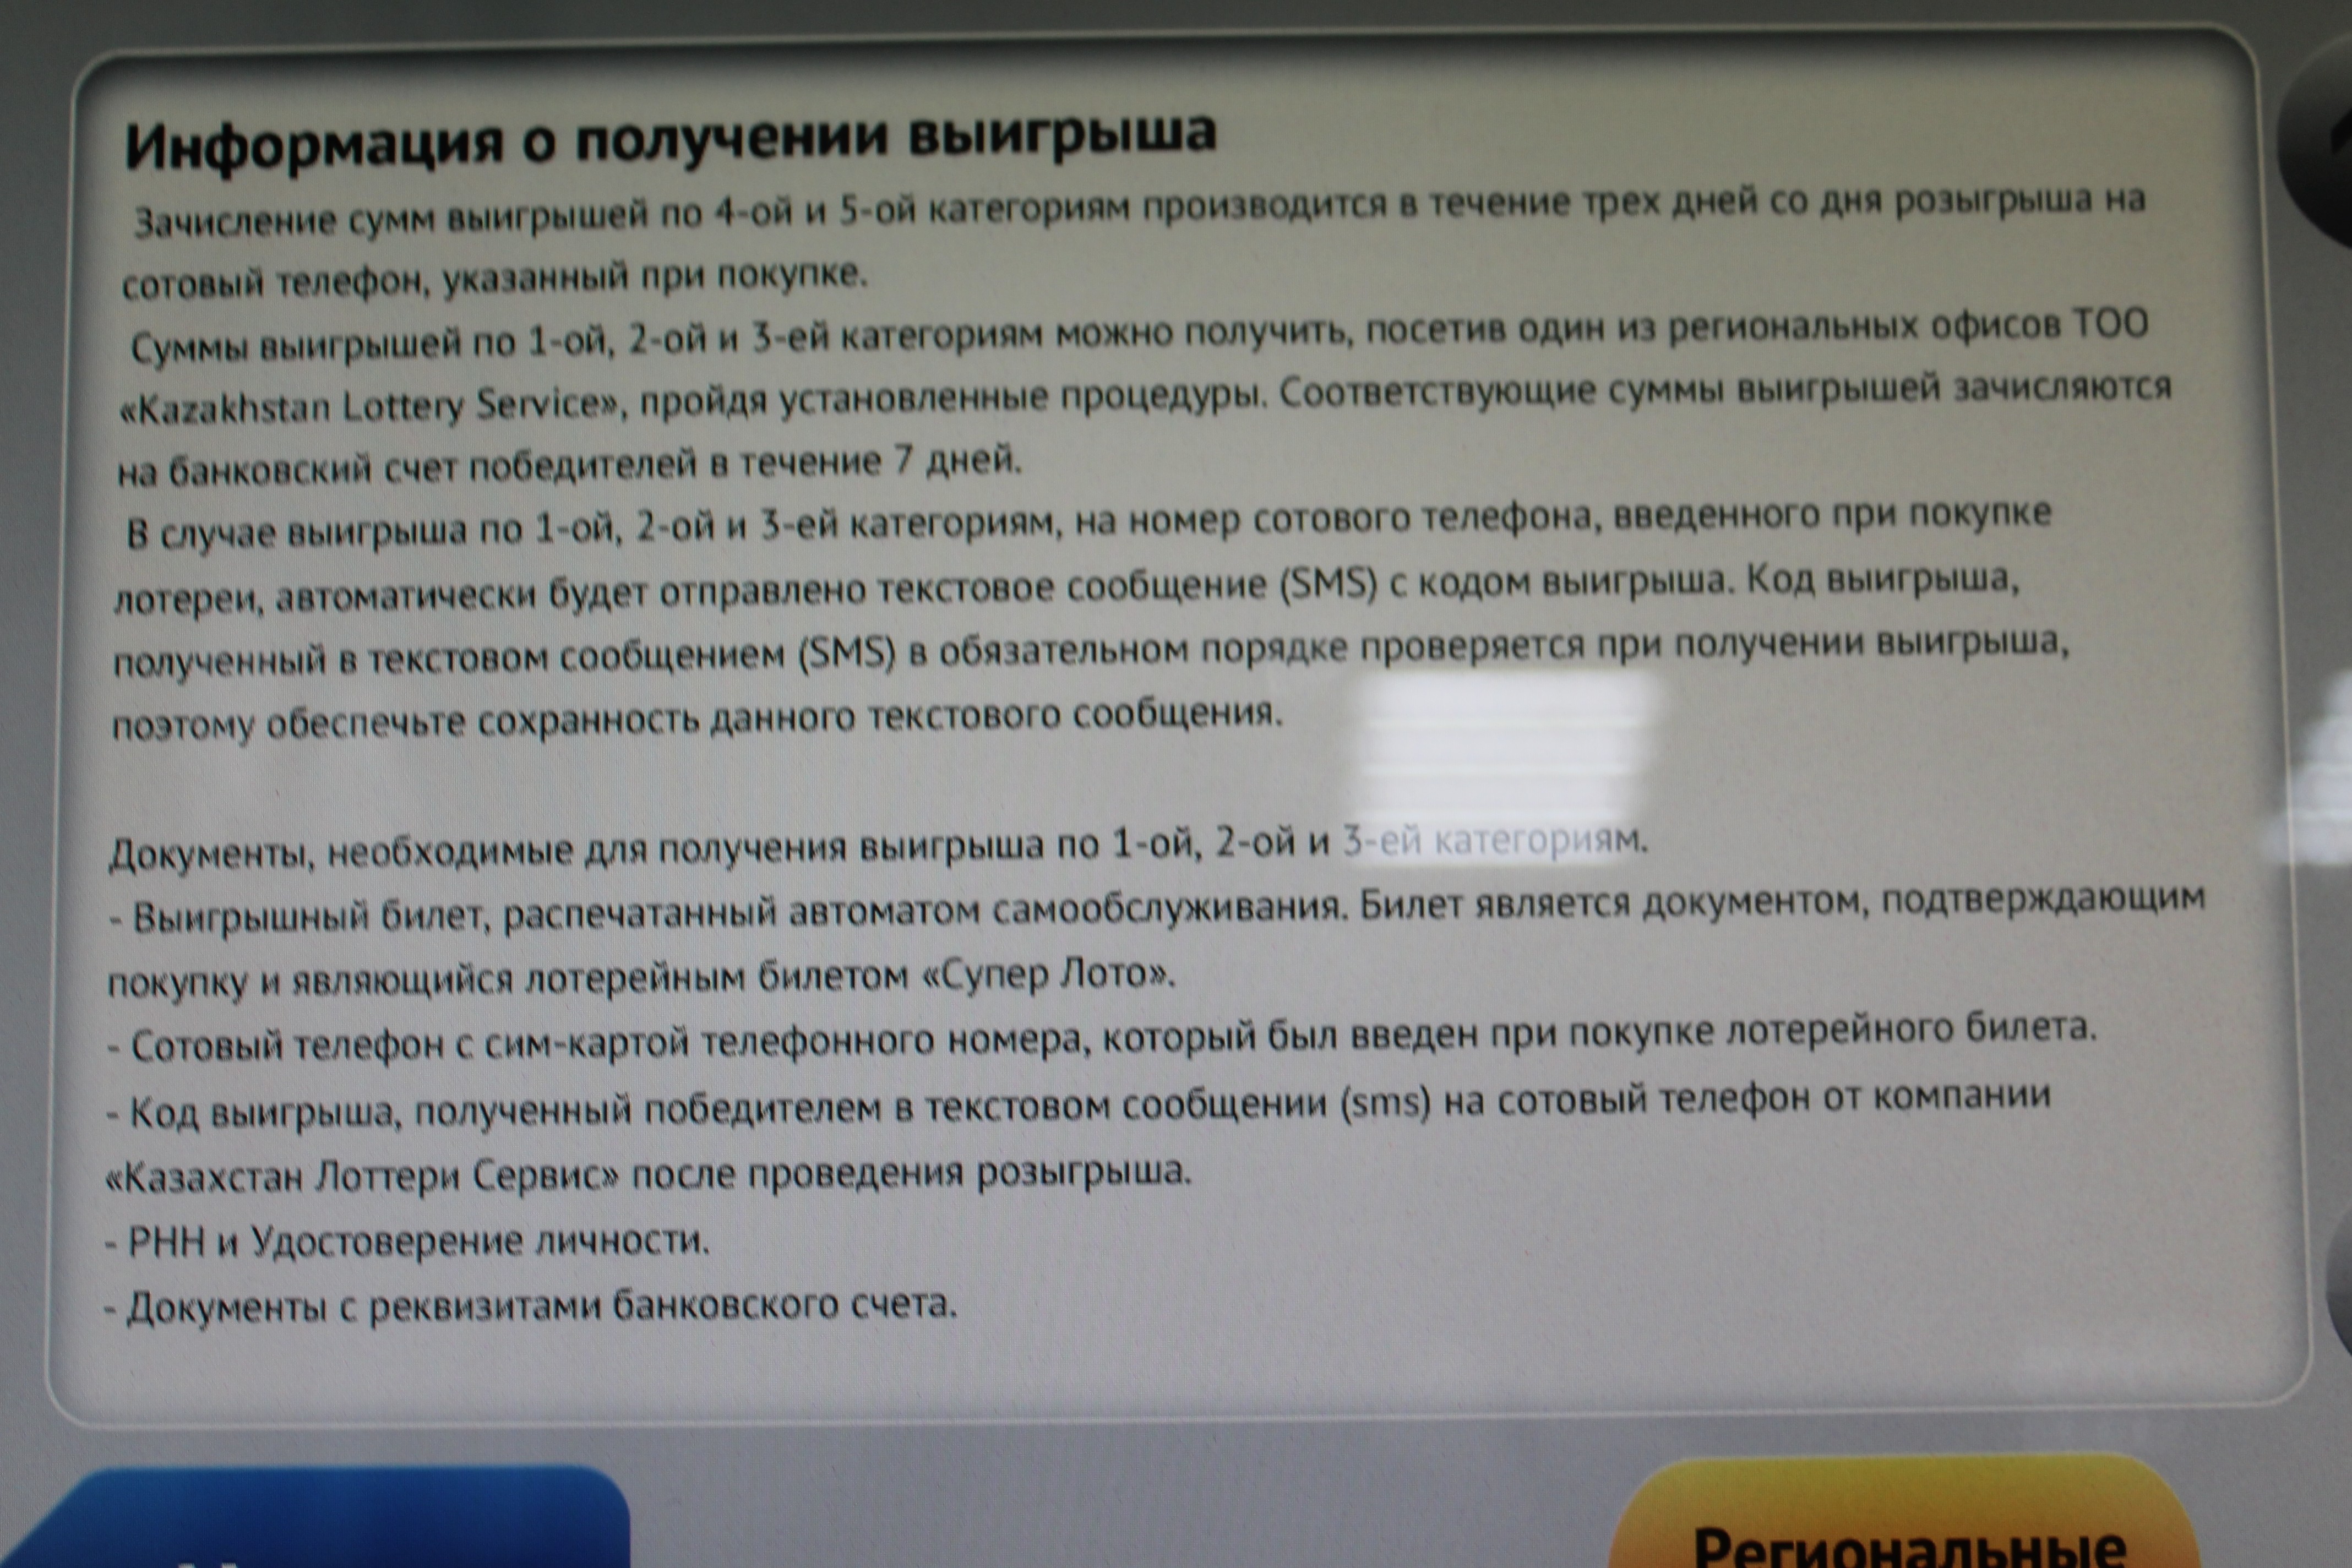 Информация о получении выигрыша
Зачисление сумм выигрышей по 4-ой и 5-ой категориям производится в течение трех дней со дня розыгрыша на
сотовый телефон, указанный при покупке.
Суммы выигрышей по 1-ой, 2-ой и 3-ей категориям можно получить, посетив один из региональных офисов ТОО
«Kazakhstan Lottery Service», пройдя установленные процедуры. Соответствующие суммы выигрышей зачисляются
на банковский счет победителей в течение 7 дней.
В случае выигрыша по 1-ой, 2-ой и 3-ей категориям, на номер сотового телефона, введенного при покупке
лотереи, автоматически будет отправлено текстовое сообщение (SMS) с кодом выигрыша. Код выигрыша,
полученный в текстовом сообщением (SMS) в обязательном порядке проверяется при получении выигрыша,
поэтому обеспечьте сохранность данного текстового сообщения.
Документы, необходимые для получения выигрыша по 1-ой, 2-ой и 3-ей категориям.
- Выигрышный билет, распечатанный автоматом самообслуживания. Билет является документом, подтверждающим
покупку и являющийся лотерейным билетом «Супер Лото».
- Сотовый телефон с сим-картой телефонного номера, который был введен при покупке лотерейного билета.
- Код выигрыша, полученный победителем в текстовом сообщении (sms) на сотовый телефон от компании
«Казахстан Лоттери Сервис» после проведения розыгрыша.
- РНН и Удостоверение личности.
- Документы с реквизитами банковского счета.
Региональные